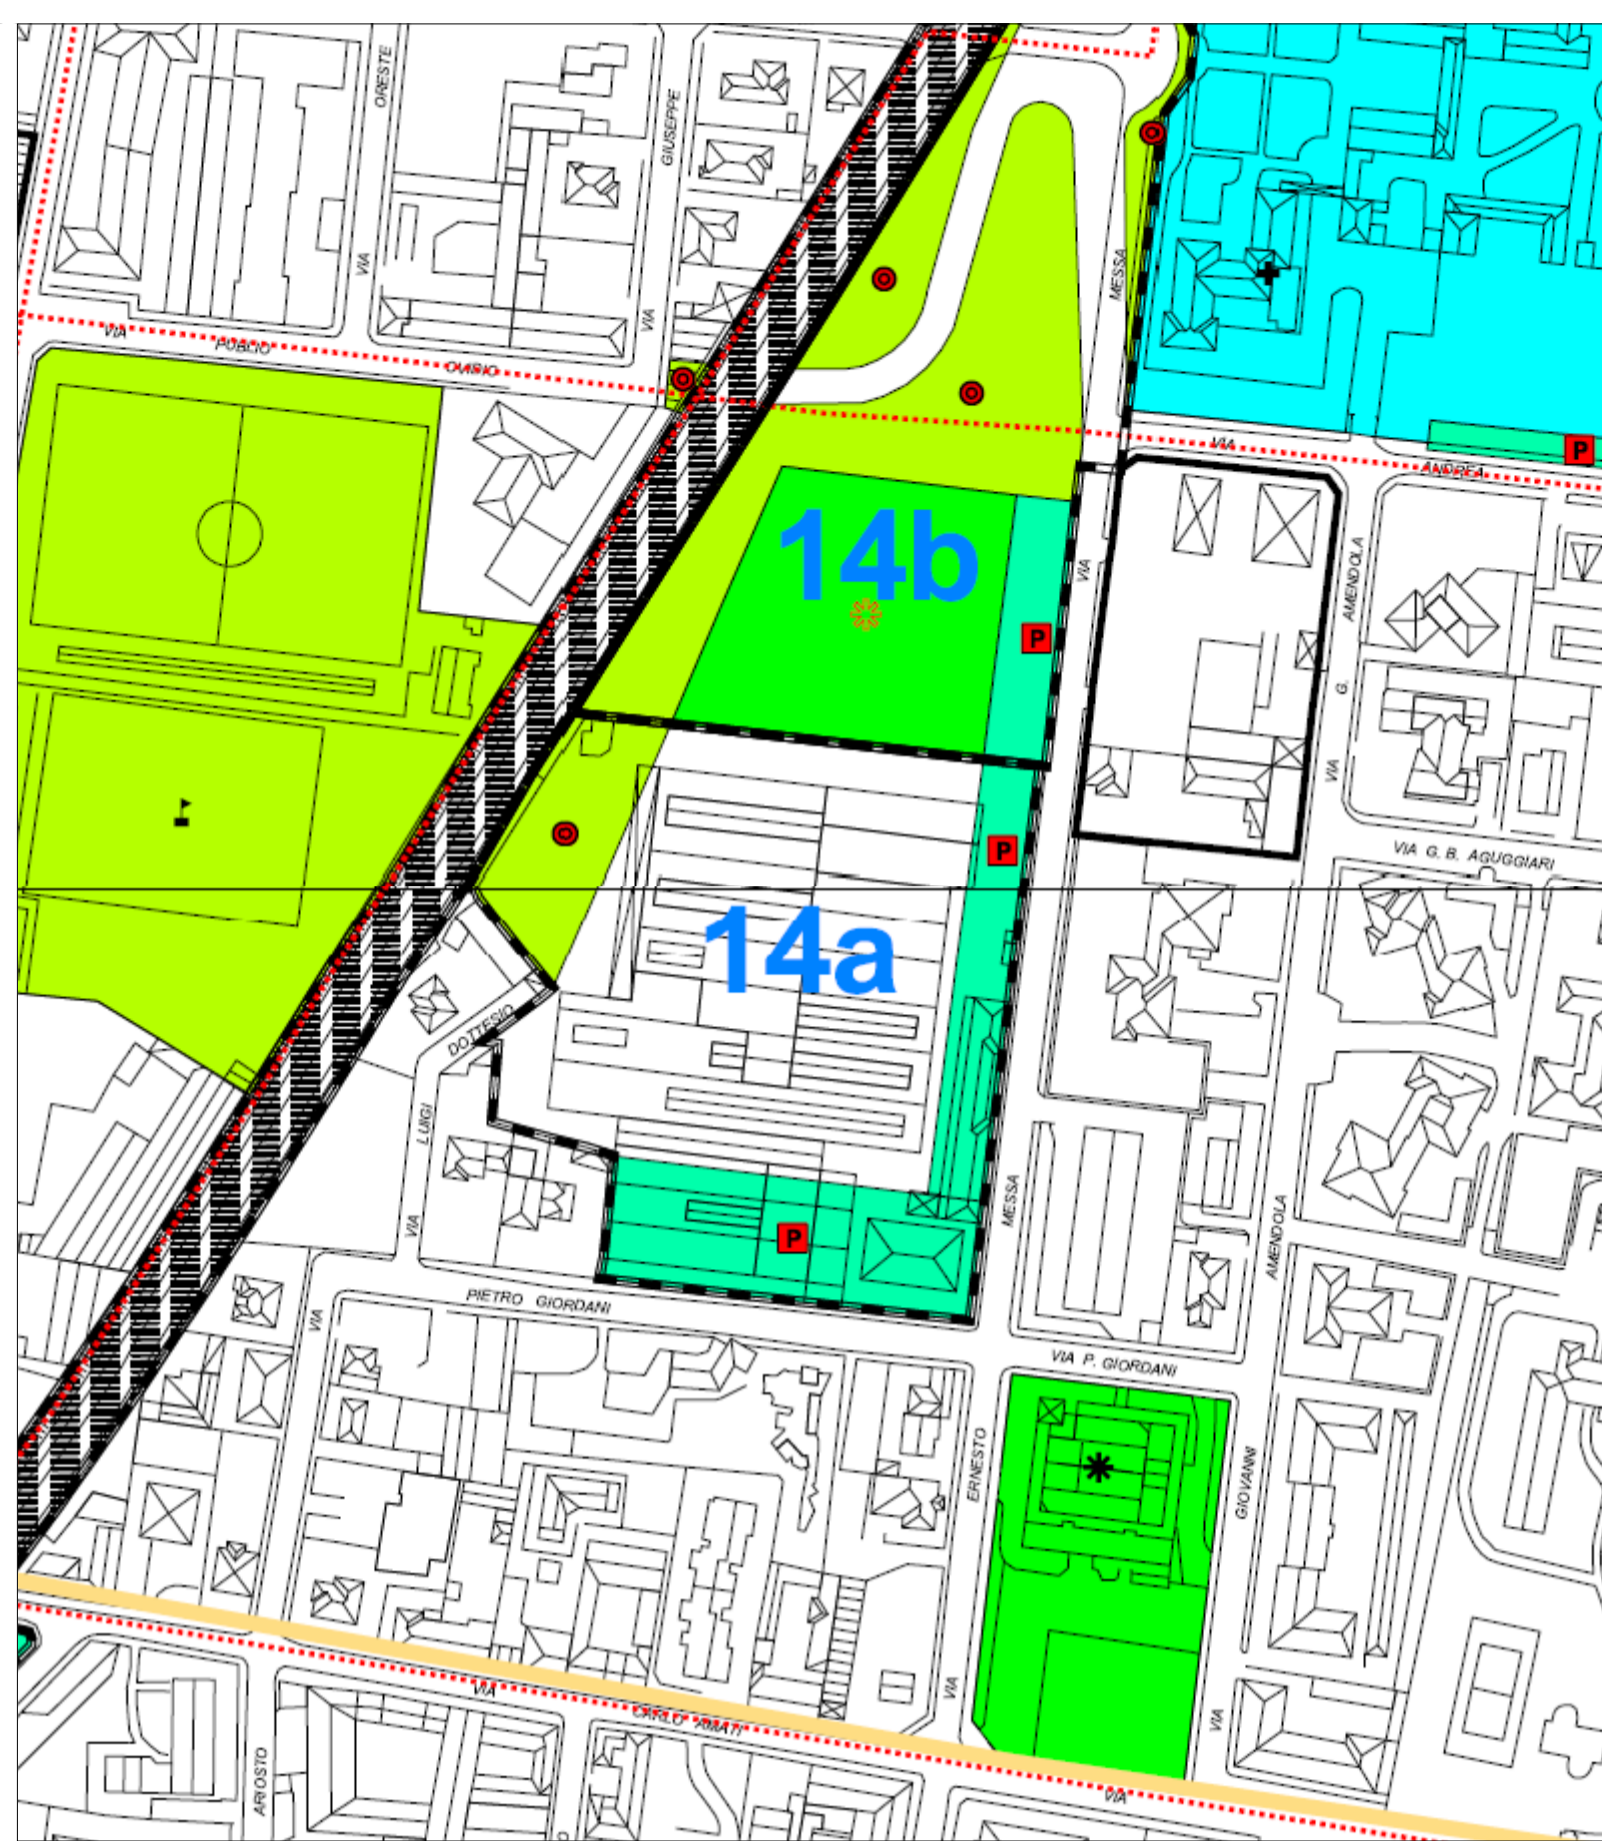 ORESTE
VIA
GIUSEPPE
VIA
MESSA
VIA
VIA
PUBLIO
OVIDIO
VIA
ANDREA
P
14b
P
AMENDOLA
G.
VIA
P
VIA G. B. AGUGGIARI
14a
DOTTESIO
LUIGI
VIA
MESSA
AMENDOLA
P
PIETRO GIORDANI
VIA
VIA P. GIORDANI
ERNESTO
VIA
GIOVANNI
VIA
VIA
CARLO AMATI
VIA
ARIOSTO